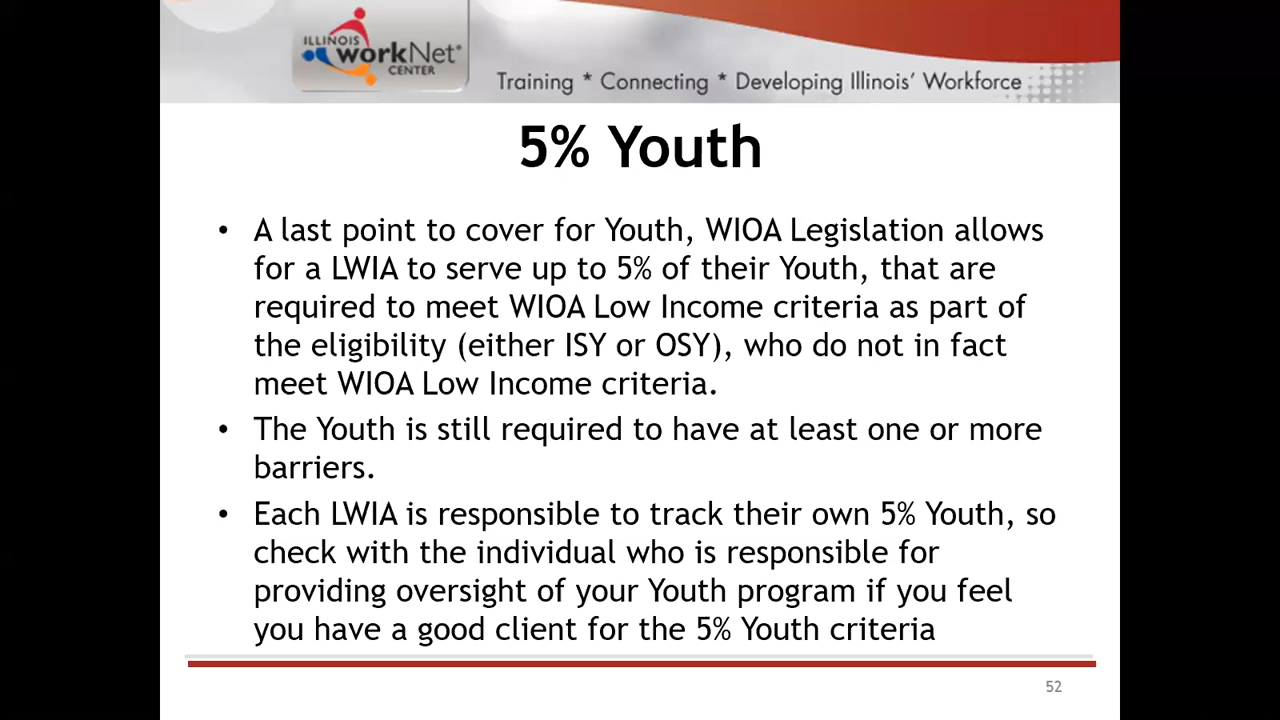 ILLINOIS
workNet®
CENTER
Training * Connecting * Developing Illinois’ Workforce
5% Youth
• A last point to cover for Youth, WIOA Legislation allows
for a LWIA to serve up to 5% of their Youth, that are
required to meet WIOA Low Income criteria as part of
the eligibility (either ISY or OSY), who do not in fact
meet WIOA Low Income criteria.
• The Youth is still required to have at least one or more
barriers.
• Each LWIA is responsible to track their own 5% Youth, so
check with the individual who is responsible for
providing oversight of your Youth program if you feel
you have a good client for the 5% Youth criteria
52